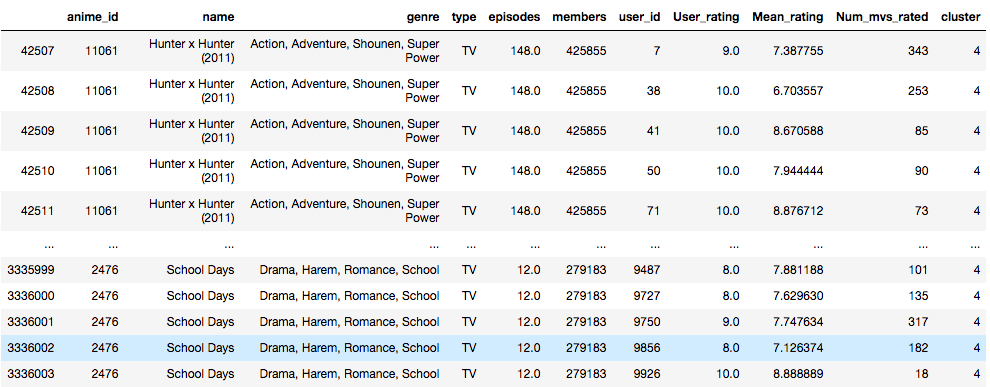 anime_id name genre type episodes members user_id User_rating Mean_rating Num_mvs_rated cluster
42507 11061 Hunter x Hunter (2011) Action, Adventure, Shounen, Super Power TV 148.0 425855 7 9.0 7.387755 343 4
42508 11061 Hunter x Hunter (2011) Action, Adventure, Shounen, Super Power TV 148.0 425855 38 10.0 6.703557 253 4
42509 11061 Hunter x Hunter (2011) Action, Adventure, Shounen, Super Power TV 148.0 425855 41 10.0 8.670588 85 4
42510 11061 Hunter x Hunter (2011) Action, Adventure, Shounen, Super Power TV 148.0 425855 50 10.0 7.944444 90 4
42511 11061 Hunter x Hunter (2011) Action, Adventure, Shounen, Super Power TV 148.0 425855 71 10.0 8.876712 73 4
... ... ... ... ... ... ... ... ... ... ... ...
3335999 2476 School Days Drama, Harem, Romance, School TV 12.0 279183 9487 8.0 7.881188 101 4
3336000 2476 School Days Drama, Harem, Romance, School TV 12.0 279183 9727 8.0 7.629630 135 4
3336001 2476 School Days Drama, Harem, Romance, School TV 12.0 279183 9750 9.0 7.747634 317 4
3336002 2476 School Days Drama, Harem, Romance, School TV 12.0 279183 9856 8.0 7.126374 182 4
3336003 2476 School Days Drama, Harem, Romance, School TV 12.0 279183 9926 10.0 8.888889 18 4